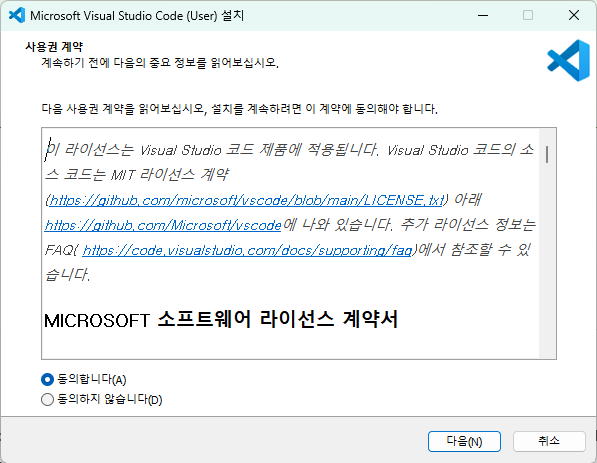 Microsoft Visual Studio Code (User) 설치
사용권 계약
계속하기 전에 다음의 중요 정보를 읽어보십시오.
다음 사용권 계약을 읽어보십시오, 설치를 계속하려면 이 계약에 동의해야 합니다.
이 라이선스는 Visual Studio 코드 제품에 적용됩니다. Visual Studio 코드의 소
스 코드는 MIT 라이선스 계약
(https://github.com/microsoft/vscode/blob/main/LICENSE.txt) 아래
https://github.com/Microsoft/vscode에 나와 있습니다. 추가 라이선스 정보는
FAQ( https://code.visualstudio.com/docs/supporting/faq)에서 참조할 수 있
습니다.
MICROSOFT 소프트웨어 라이선스 계약서
동의합니다(A)
동의하지 않습니다(D)
다음(N)
취소